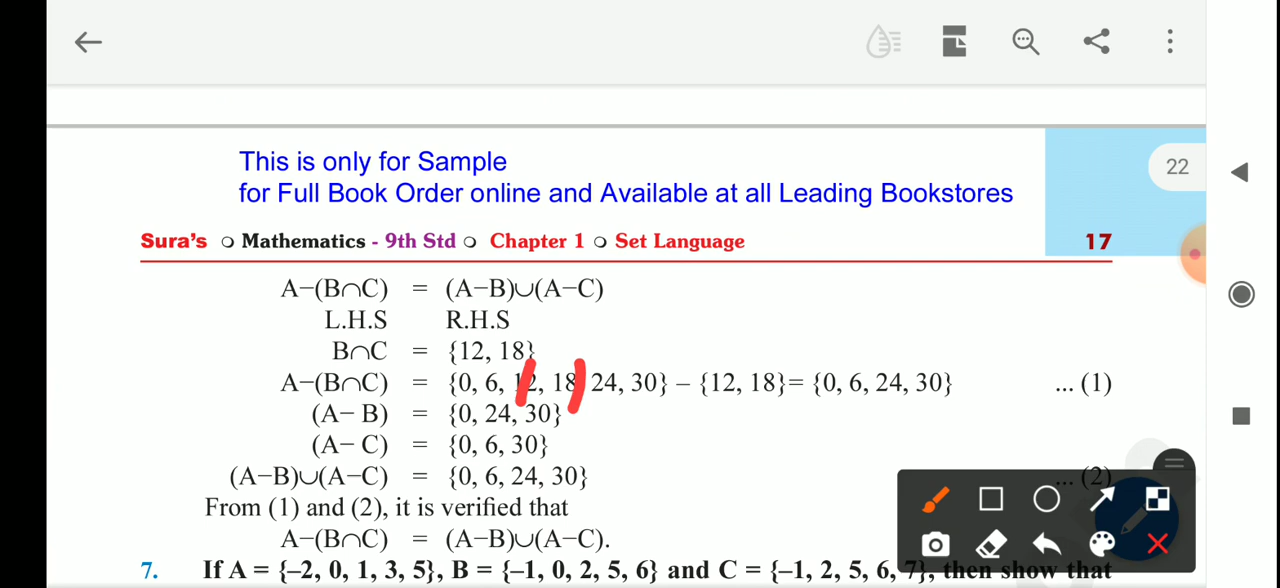 22
This is only for Sample
for Full Book Order online and Available at all Leading Bookstores
Sura's ○ Mathematics - 9th Std ○ Chapter 1 ○ Set Language 17
A−(B∩C) = (A−B)∪(A−C)
L.H.S R.H.S
B∩C = {12, 18}
A−(B∩C) = {0, 6, 12, 18, 24, 30} − {12, 18}= {0, 6, 24, 30} ... (1)
(A− B) = {0, 24, 30}
(A− C) = {0, 6, 30}
(A−B)∪(A−C) = {0, 6, 24, 30} ... (2)
From (1) and (2), it is verified that
A−(B∩C) = (A−B)∪(A−C).
7. If A = {−2, 0, 1, 3, 5}, B = {−1, 0, 2, 5, 6} and C = {−1, 2, 5, 6, 7}, then show that